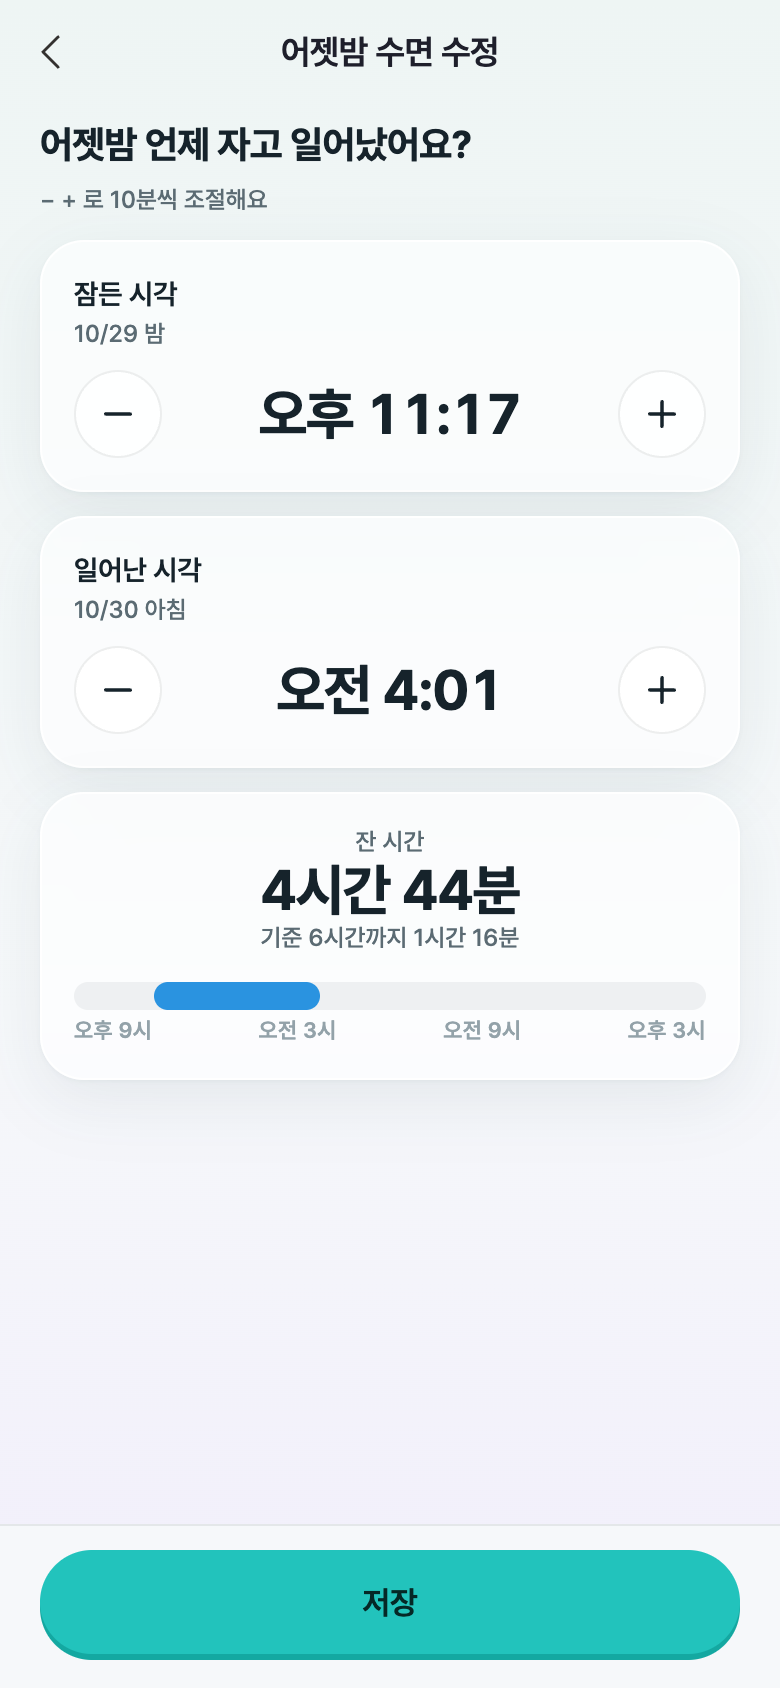 어젯밤 수면 수정
어젯밤 언제 자고 일어났어요?
− + 로 10분씩 조절해요
잠든 시각
10/29 밤
− 오후 11:17 +
일어난 시각
10/30 아침
− 오전 4:01 +
잔 시간
4시간 44분
기준 6시간까지 1시간 16분
오후 9시 오전 3시 오전 9시 오후 3시
저장